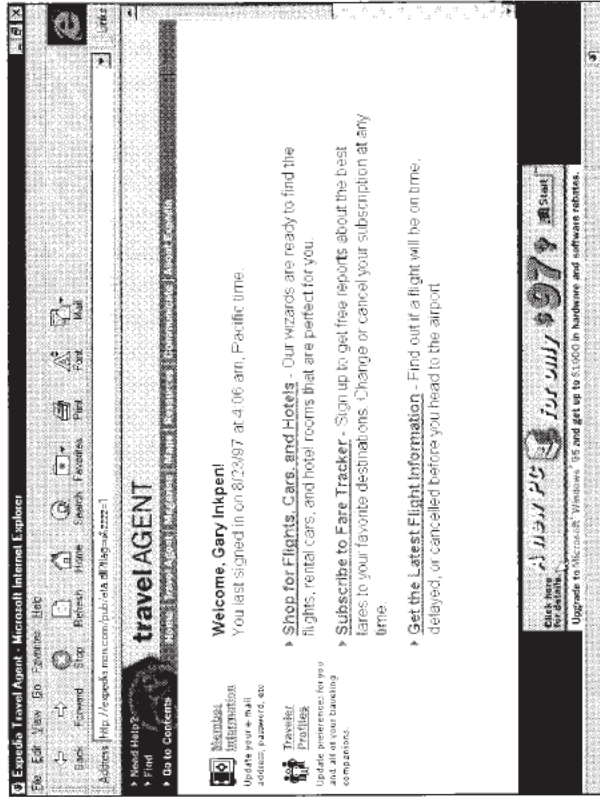 Expedia Travel Agent - Microsoft Internet Explorer
File Edit View Go Favorites Help
Back Forward Stop Refresh Home Search Favorites Print Font Mail
Address Links
Need Help?
Find
Go to Contents
travelAGENT
Home Travel Agent
Member
Information
Update your e-mail
address, password, etc
Traveler
Profiles
Update preferences for you
and all of your traveling
companions.
Welcome, Gary Inkpen!
You last signed in on 8/23/97 at 4:06 am, Pacific time.
Shop for Flights, Cars, and Hotels - Our wizards are ready to find the
flights, rental cars, and hotel rooms that are perfect for you.
Subscribe to Fare Tracker - Sign up to get free reports about the best
fares to your favorite destinations. Change or cancel your subscription at any
time.
Get the Latest Flight Information - Find out if a flight will be on time,
delayed, or cancelled before you head to the airport
Click here
for details.
A new PC for only $979
Start
Upgrade to Microsoft Windows 95 and get up to $1000 in hardware and software rebates.